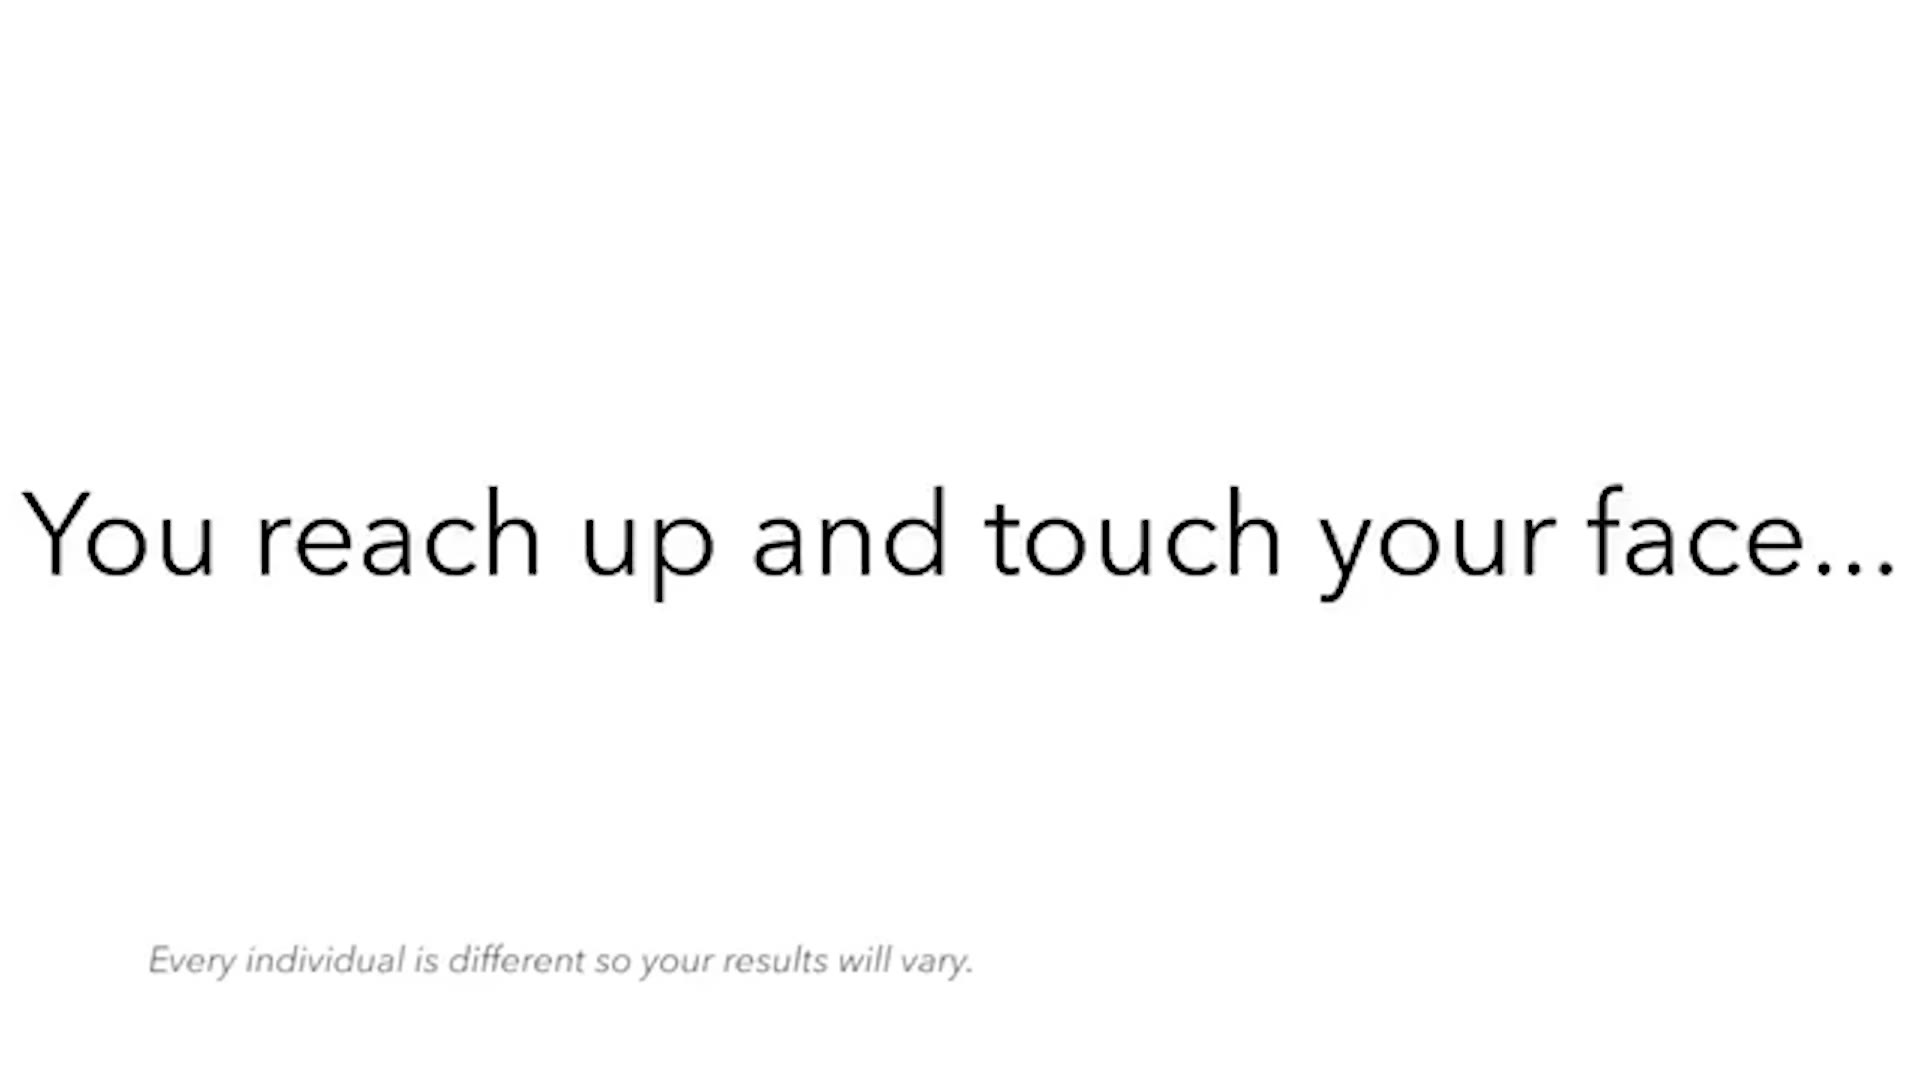 You reach up and touch your face...
Every individual is different so your results will vary.